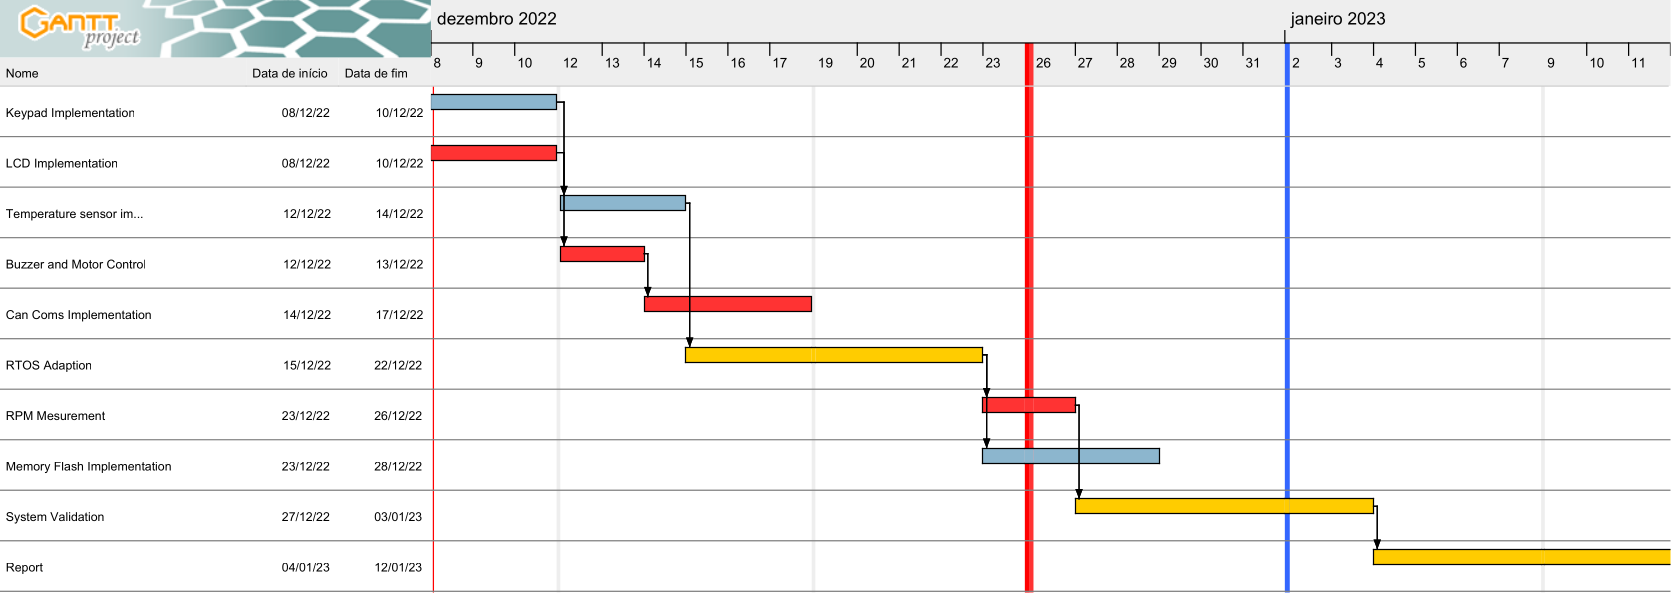 GANTT
project
dezembro 2022
janeiro 2023
8 9 10 12 13 14 15 16 17 19 20 21 22 23 26 27 28 29 30 31 2 3 4 5 6 7 9 10 11
Nome Data de início Data de fim
Keypad Implementation 08/12/22 10/12/22
LCD Implementation 08/12/22 10/12/22
Temperature sensor im... 12/12/22 14/12/22
Buzzer and Motor Control 12/12/22 13/12/22
Can Coms Implementation 14/12/22 17/12/22
RTOS Adaption 15/12/22 22/12/22
RPM Mesurement 23/12/22 26/12/22
Memory Flash Implementation 23/12/22 28/12/22
System Validation 27/12/22 03/01/23
Report 04/01/23 12/01/23